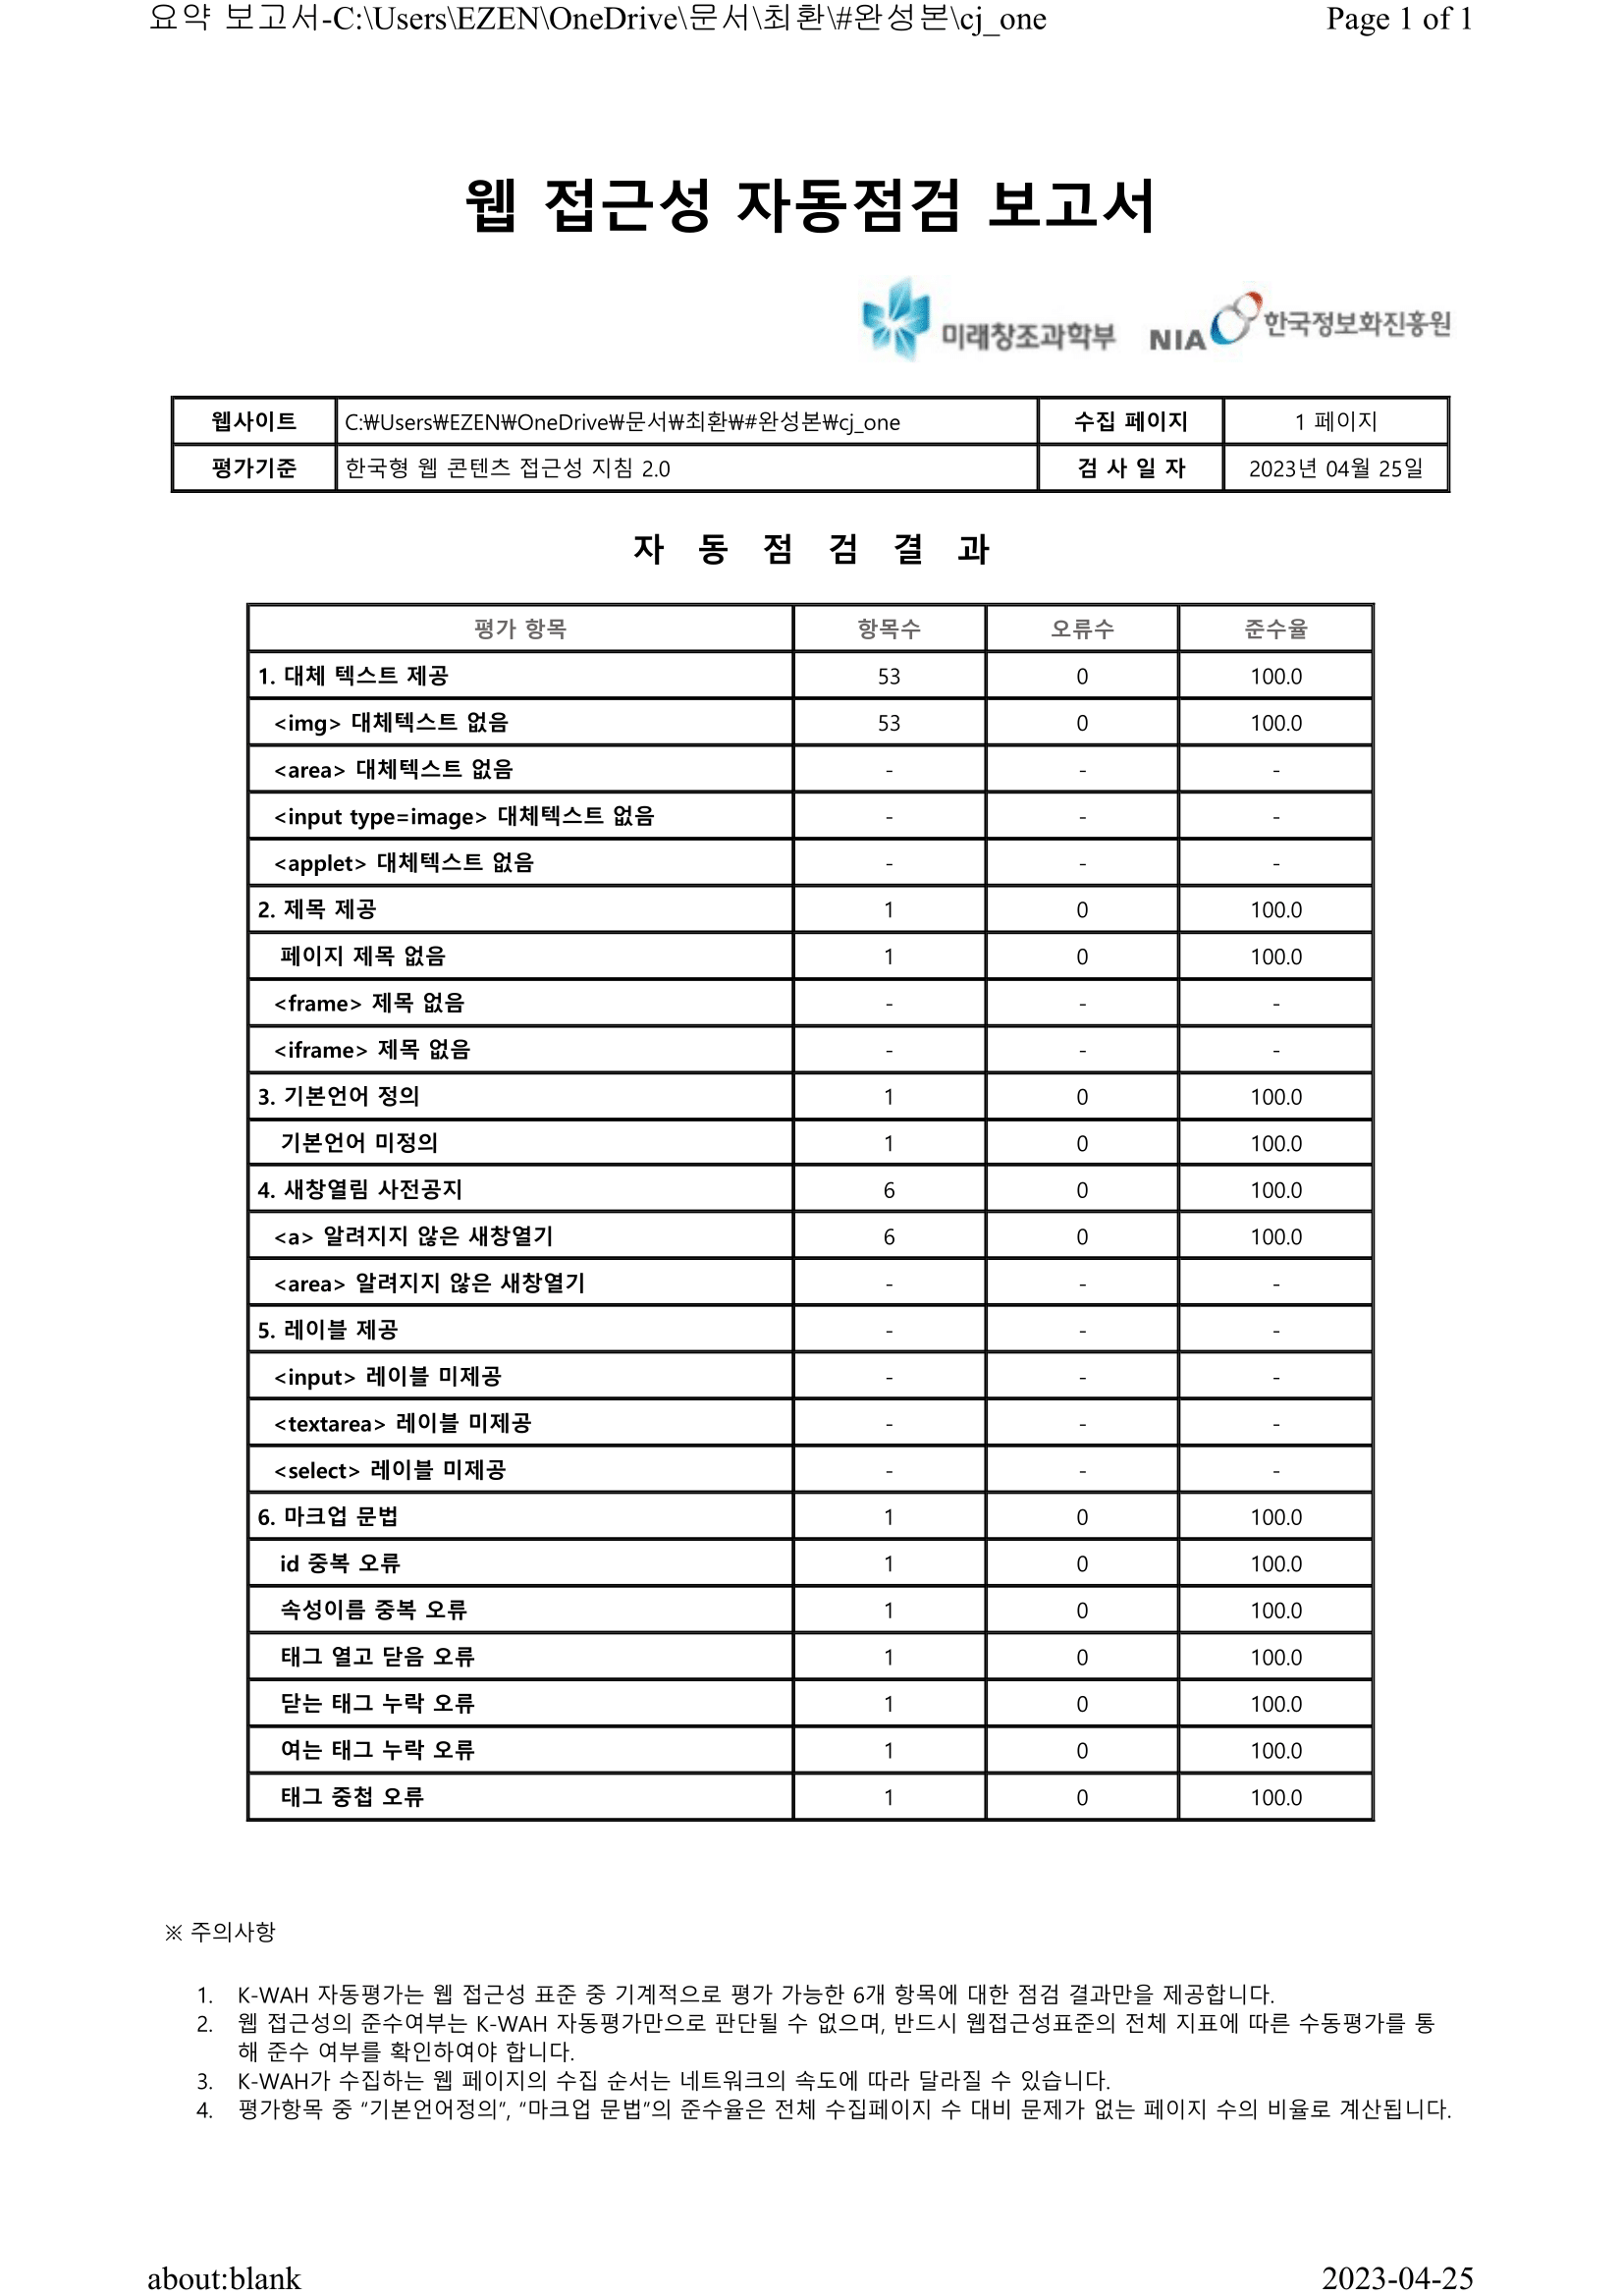 요약 보고서-C:\Users\EZEN\OneDrive\문서\최환\#완성본\cj_one Page 1 of 1
웹 접근성 자동점검 보고서
미래창조과학부 NIA 한국정보화진흥원
웹사이트 C:₩Users₩EZEN₩OneDrive₩문서₩최환₩#완성본₩cj_one 수집 페이지 1 페이지
평가기준 한국형 웹 콘텐츠 접근성 지침 2.0 검 사 일 자 2023년 04월 25일
자 동 점 검 결 과
평가 항목 항목수 오류수 준수율
1. 대체 텍스트 제공 53 0 100.0
<img> 대체텍스트 없음 53 0 100.0
<area> 대체텍스트 없음 - - -
<input type=image> 대체텍스트 없음 - - -
<applet> 대체텍스트 없음 - - -
2. 제목 제공 1 0 100.0
페이지 제목 없음 1 0 100.0
<frame> 제목 없음 - - -
<iframe> 제목 없음 - - -
3. 기본언어 정의 1 0 100.0
기본언어 미정의 1 0 100.0
4. 새창열림 사전공지 6 0 100.0
<a> 알려지지 않은 새창열기 6 0 100.0
<area> 알려지지 않은 새창열기 - - -
5. 레이블 제공 - - -
<input> 레이블 미제공 - - -
<textarea> 레이블 미제공 - - -
<select> 레이블 미제공 - - -
6. 마크업 문법 1 0 100.0
id 중복 오류 1 0 100.0
속성이름 중복 오류 1 0 100.0
태그 열고 닫음 오류 1 0 100.0
닫는 태그 누락 오류 1 0 100.0
여는 태그 누락 오류 1 0 100.0
태그 중첩 오류 1 0 100.0
※ 주의사항
1. K-WAH 자동평가는 웹 접근성 표준 중 기계적으로 평가 가능한 6개 항목에 대한 점검 결과만을 제공합니다.
2. 웹 접근성의 준수여부는 K-WAH 자동평가만으로 판단될 수 없으며, 반드시 웹접근성표준의 전체 지표에 따른 수동평가를 통
해 준수 여부를 확인하여야 합니다.
3. K-WAH가 수집하는 웹 페이지의 수집 순서는 네트워크의 속도에 따라 달라질 수 있습니다.
4. 평가항목 중 "기본언어정의", "마크업 문법"의 준수율은 전체 수집페이지 수 대비 문제가 없는 페이지 수의 비율로 계산됩니다.
about:blank 2023-04-25